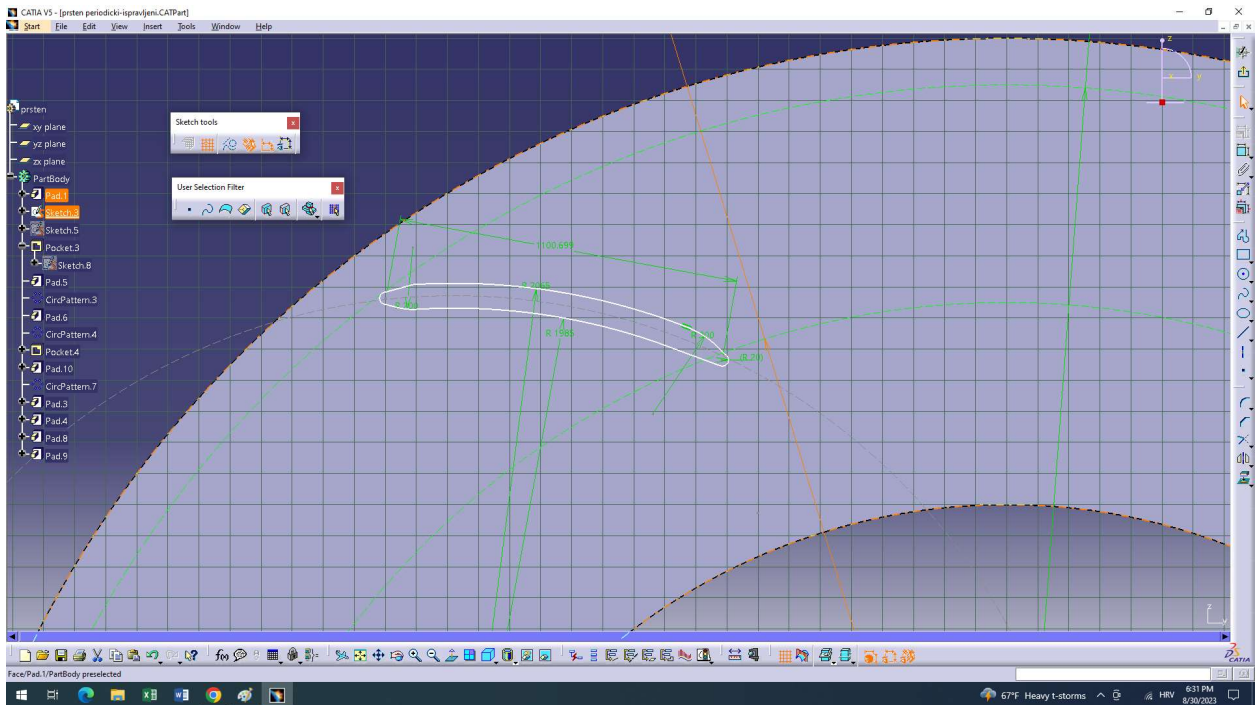 CATIA V5 - [prsten periodicki-ispravljeni.CATPart]
Start File Edit View Insert Tools Window Help
prsten
xy plane
yz plane
zx plane
PartBody
Pad.1
Sketch.3
Sketch.5
Pocket.3
Sketch.8
Pad.5
CircPattern.3
Pad.6
CircPattern.4
Pocket.4
Pad.10
CircPattern.7
Pad.3
Pad.4
Pad.8
Pad.9
Sketch tools
x
User Selection Filter
x
z
x y
1100.699
R 200
R 1985
(R 20)
z
y
f(x)
CATIA
Face/Pad.1/PartBody preselected
67°F Heavy t-storms
HRV
6:31 PM
8/30/2023